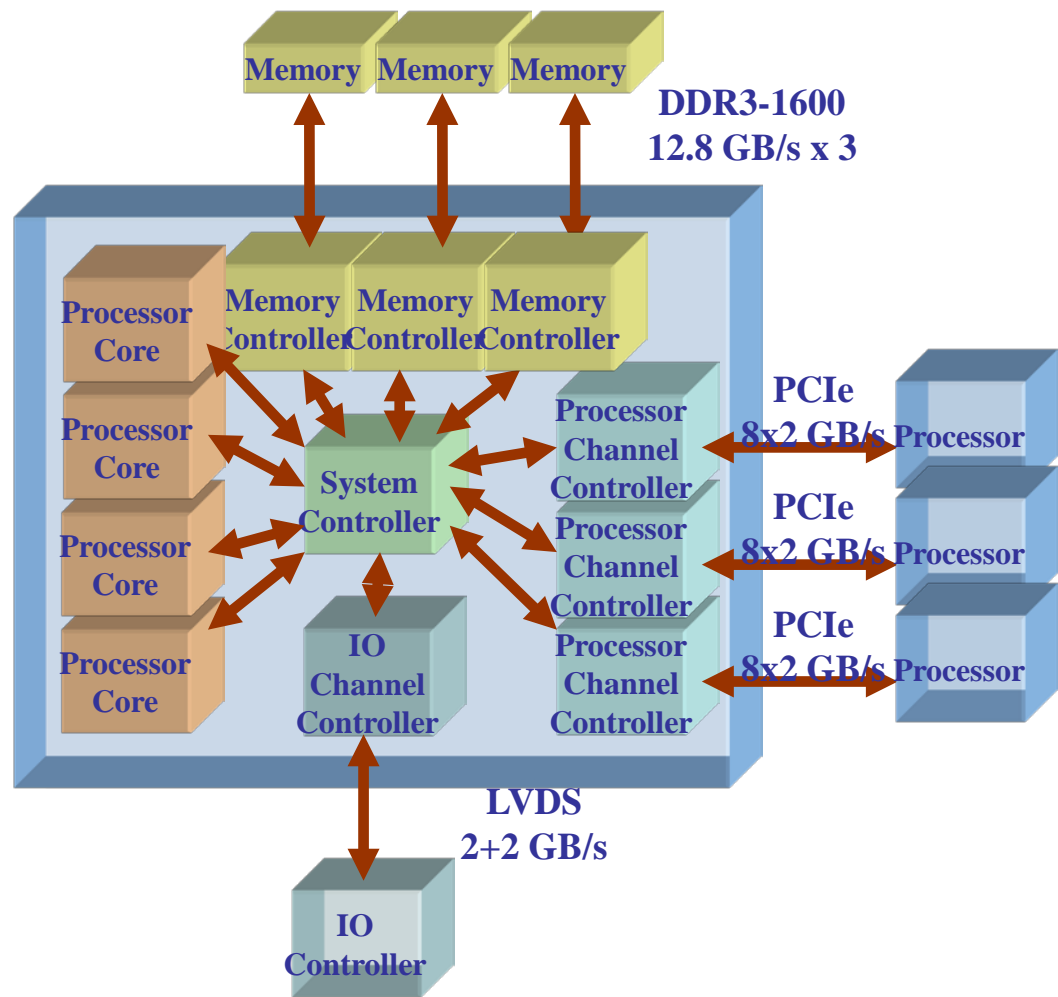 Memory
Memory
Memory
DDR3-1600
12.8 GB/s x 3
Processor
Core
Memory
Controller
Memory
Controller
Memory
Controller
Processor
Core
Processor
Core
Processor
Core
System
Controller
Processor
Channel
Controller
Processor
Channel
Controller
Processor
Channel
Controller
PCIe
8x2 GB/s
Processor
PCIe
8x2 GB/s
Processor
PCIe
8x2 GB/s
Processor
IO
Channel
Controller
LVDS
2+2 GB/s
IO
Controller